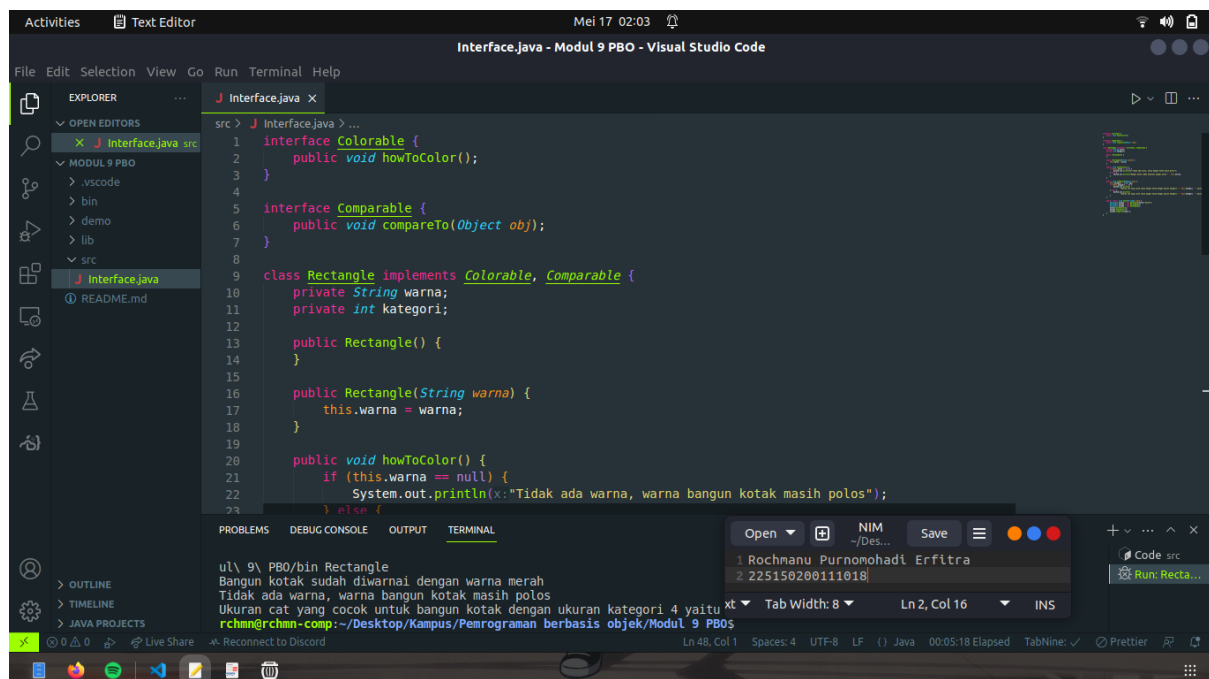 Activities Text Editor Mei 17 02:03
Interface.java - Modul 9 PBO - Visual Studio Code
File Edit Selection View Go Run Terminal Help
EXPLORER ...
OPEN EDITORS
Interface.java src
MODUL 9 PBO
.vscode
bin
demo
lib
src
Interface.java
README.md
OUTLINE
TIMELINE
JAVA PROJECTS
J Interface.java
src > J Interface.java > ...
1 interface Colorable {
2 public void howToColor();
3 }
4
5 interface Comparable {
6 public void compareTo(Object obj);
7 }
8
9 class Rectangle implements Colorable, Comparable {
10 private String warna;
11 private int kategori;
12
13 public Rectangle() {
14 }
15
16 public Rectangle(String warna) {
17 this.warna = warna;
18 }
19
20 public void howToColor() {
21 if (this.warna == null) {
22 System.out.println(x:"Tidak ada warna, warna bangun kotak masih polos");
23 } else {
PROBLEMS DEBUG CONSOLE OUTPUT TERMINAL
ul\ 9\ PBO/bin Rectangle
Bangun kotak sudah diwarnai dengan warna merah
Tidak ada warna, warna bangun kotak masih polos
Ukuran cat yang cocok untuk bangun kotak dengan ukuran kategori 4 yaitu
rchmn@rchmn-comp:~/Desktop/Kampus/Pemrograman berbasis objek/Modul 9 PBO$
Open NIM Save
~/Des...
1 Rochmanu Purnomohadi Erfitra
2 225150200111018
xt Tab Width: 8 Ln 2, Col 16 INS
Code src
Run: Recta...
0 0 Live Share Reconnect to Discord Ln 48, Col 1 Spaces: 4 UTF-8 LF {} Java 00:05:18 Elapsed TabNine: Prettier